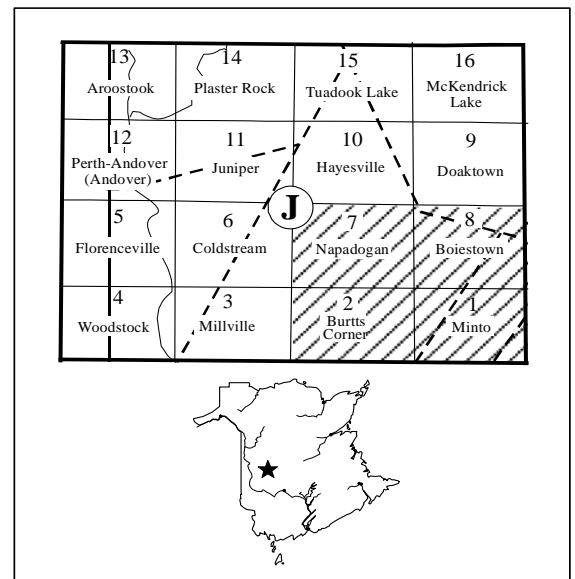 13 14 15 16
Aroostook Plaster Rock Tuadook Lake McKendrick
Lake
12 11 10 9
Perth-Andover Juniper Hayesville Doaktown
(Andover)
J
5 6 7 8
Florenceville Coldstream Napadogan Boiestown
4 3 2 1
Woodstock Millville Burtts Minto
Corner